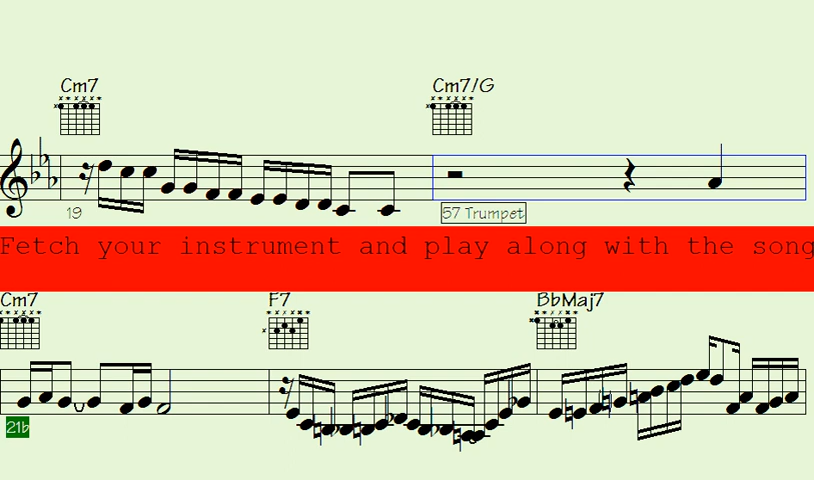 Cm7 Cm7/G
19 57 Trumpet
Fetch your instrument and play along with the song
Cm7 F7 BbMaj7
21b